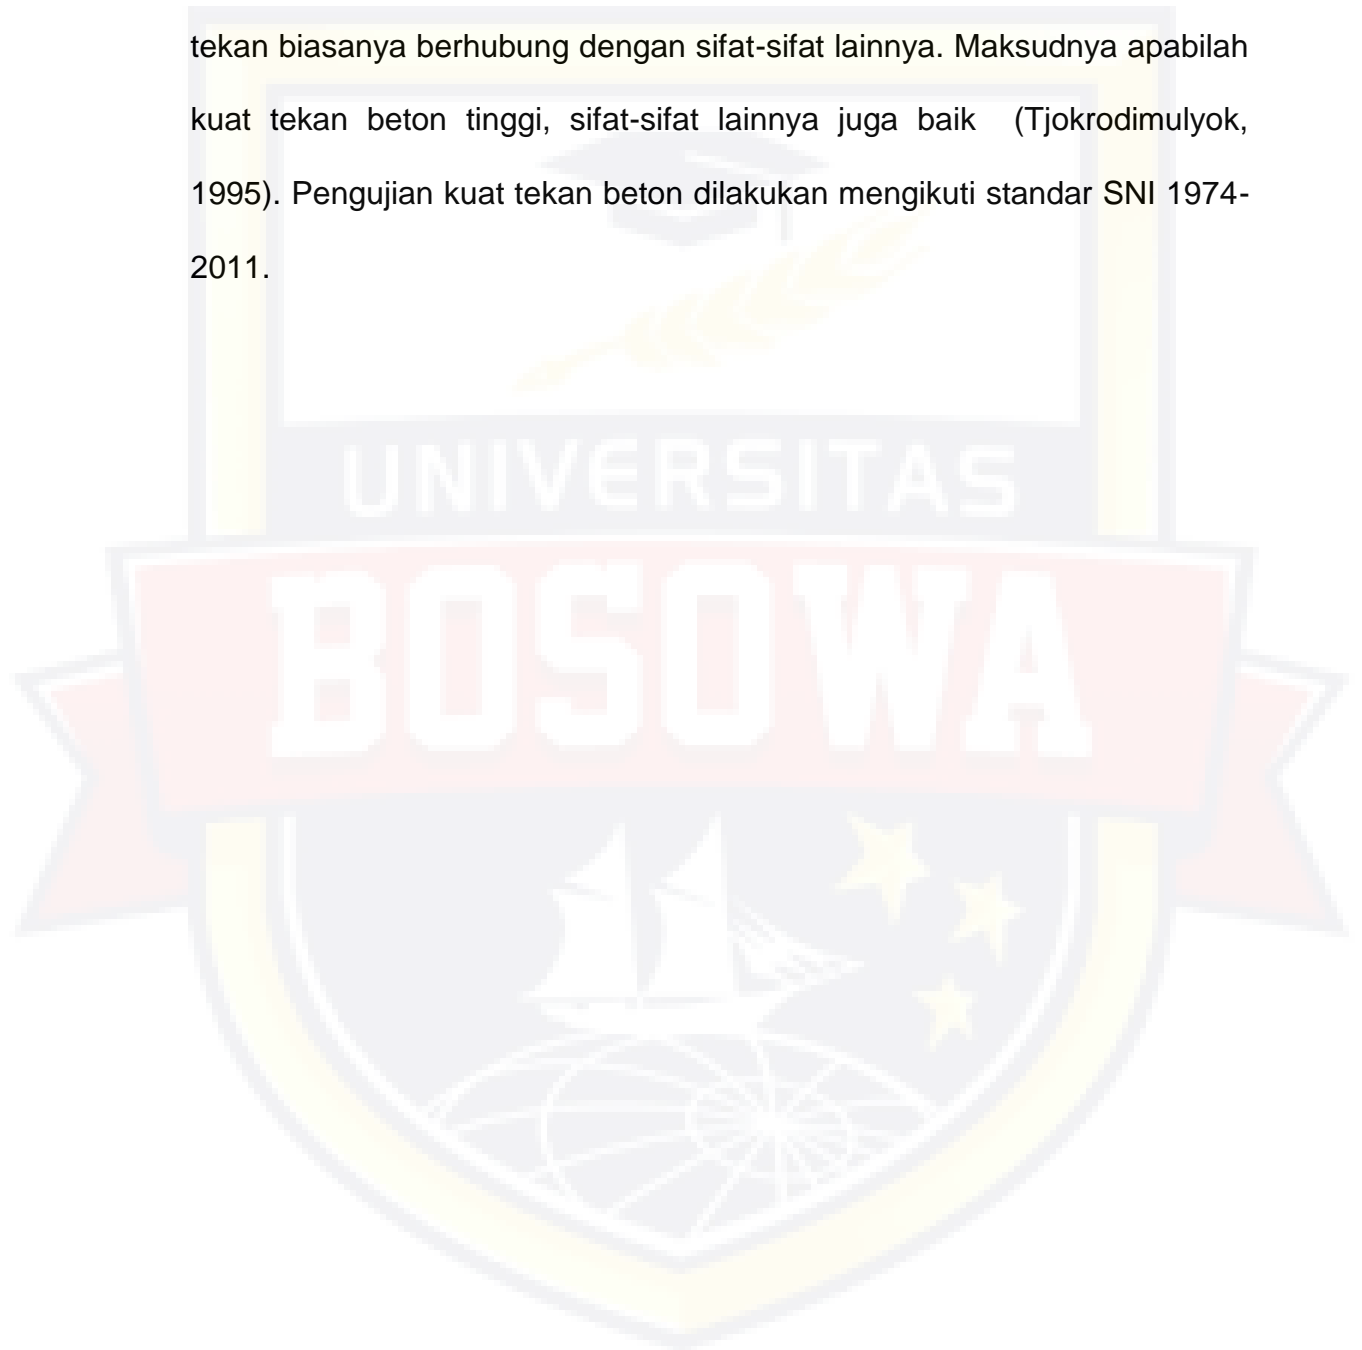 tekan biasanya berhubung dengan sifat-sifat lainnya. Maksudnya apabilah
kuat tekan beton tinggi, sifat-sifat lainnya juga baik (Tjokrodimulyok,
1995). Pengujian kuat tekan beton dilakukan mengikuti standar SNI 1974-
2011.
UNIVERSITAS
BOSOWA